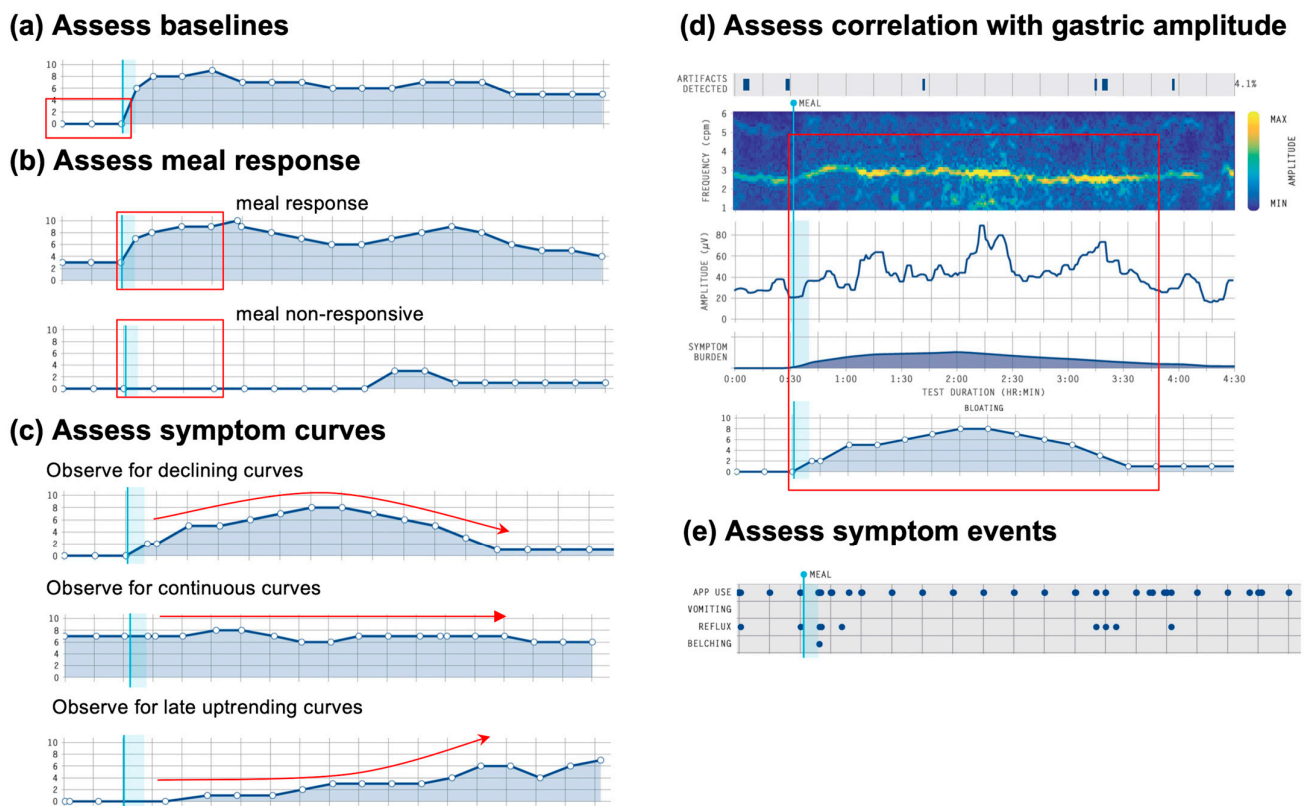 (a) Assess baselines
10
8
6
4
2
0
(b) Assess meal response
meal response
10
8
6
4
2
0
meal non-responsive
10
8
6
4
2
0
(c) Assess symptom curves
Observe for declining curves
10
8
6
4
2
0
Observe for continuous curves
10
8
6
4
2
0
Observe for late uptrending curves
10
8
6
4
2
0
(d) Assess correlation with gastric amplitude
ARTIFACTS
DETECTED
4.1%
MEAL
FREQUENCY (cpm)
6
5
4
3
2
1
MAX
MIN
AMPLITUDE
AMPLITUDE (µV)
80
60
40
20
0
SYMPTOM
BURDEN
0:00 0:30 1:00 1:30 2:00 2:30 3:00 3:30 4:00 4:30
TEST DURATION (HR:MIN)
BLOATING
10
8
6
4
2
0
(e) Assess symptom events
MEAL
APP USE
VOMITING
REFLUX
BELCHING